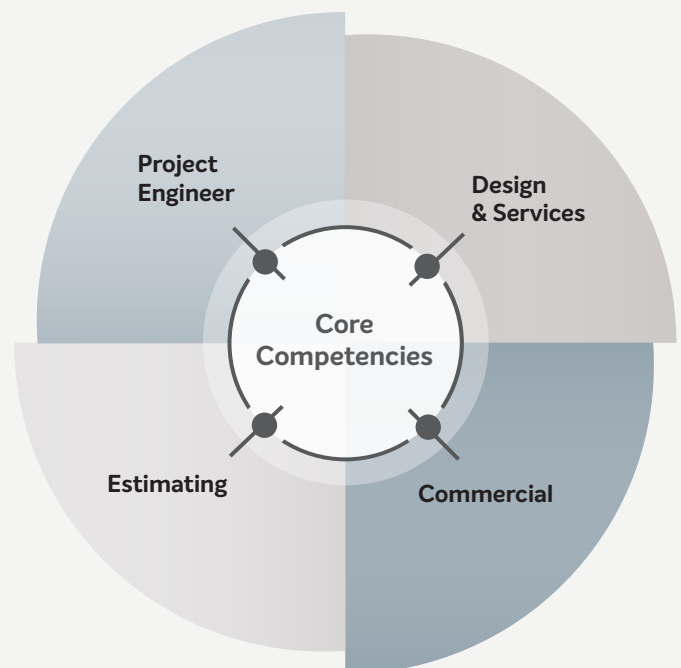 Project
Engineer
Design
& Services
Core
Competencies
Estimating
Commercial